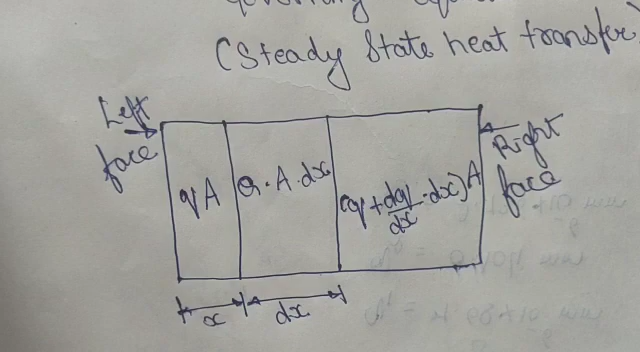 (Steady State heat transfer)
Left face
Right face
qA
Q·A·dx
(q+dq/dx·dx)A
x
dx